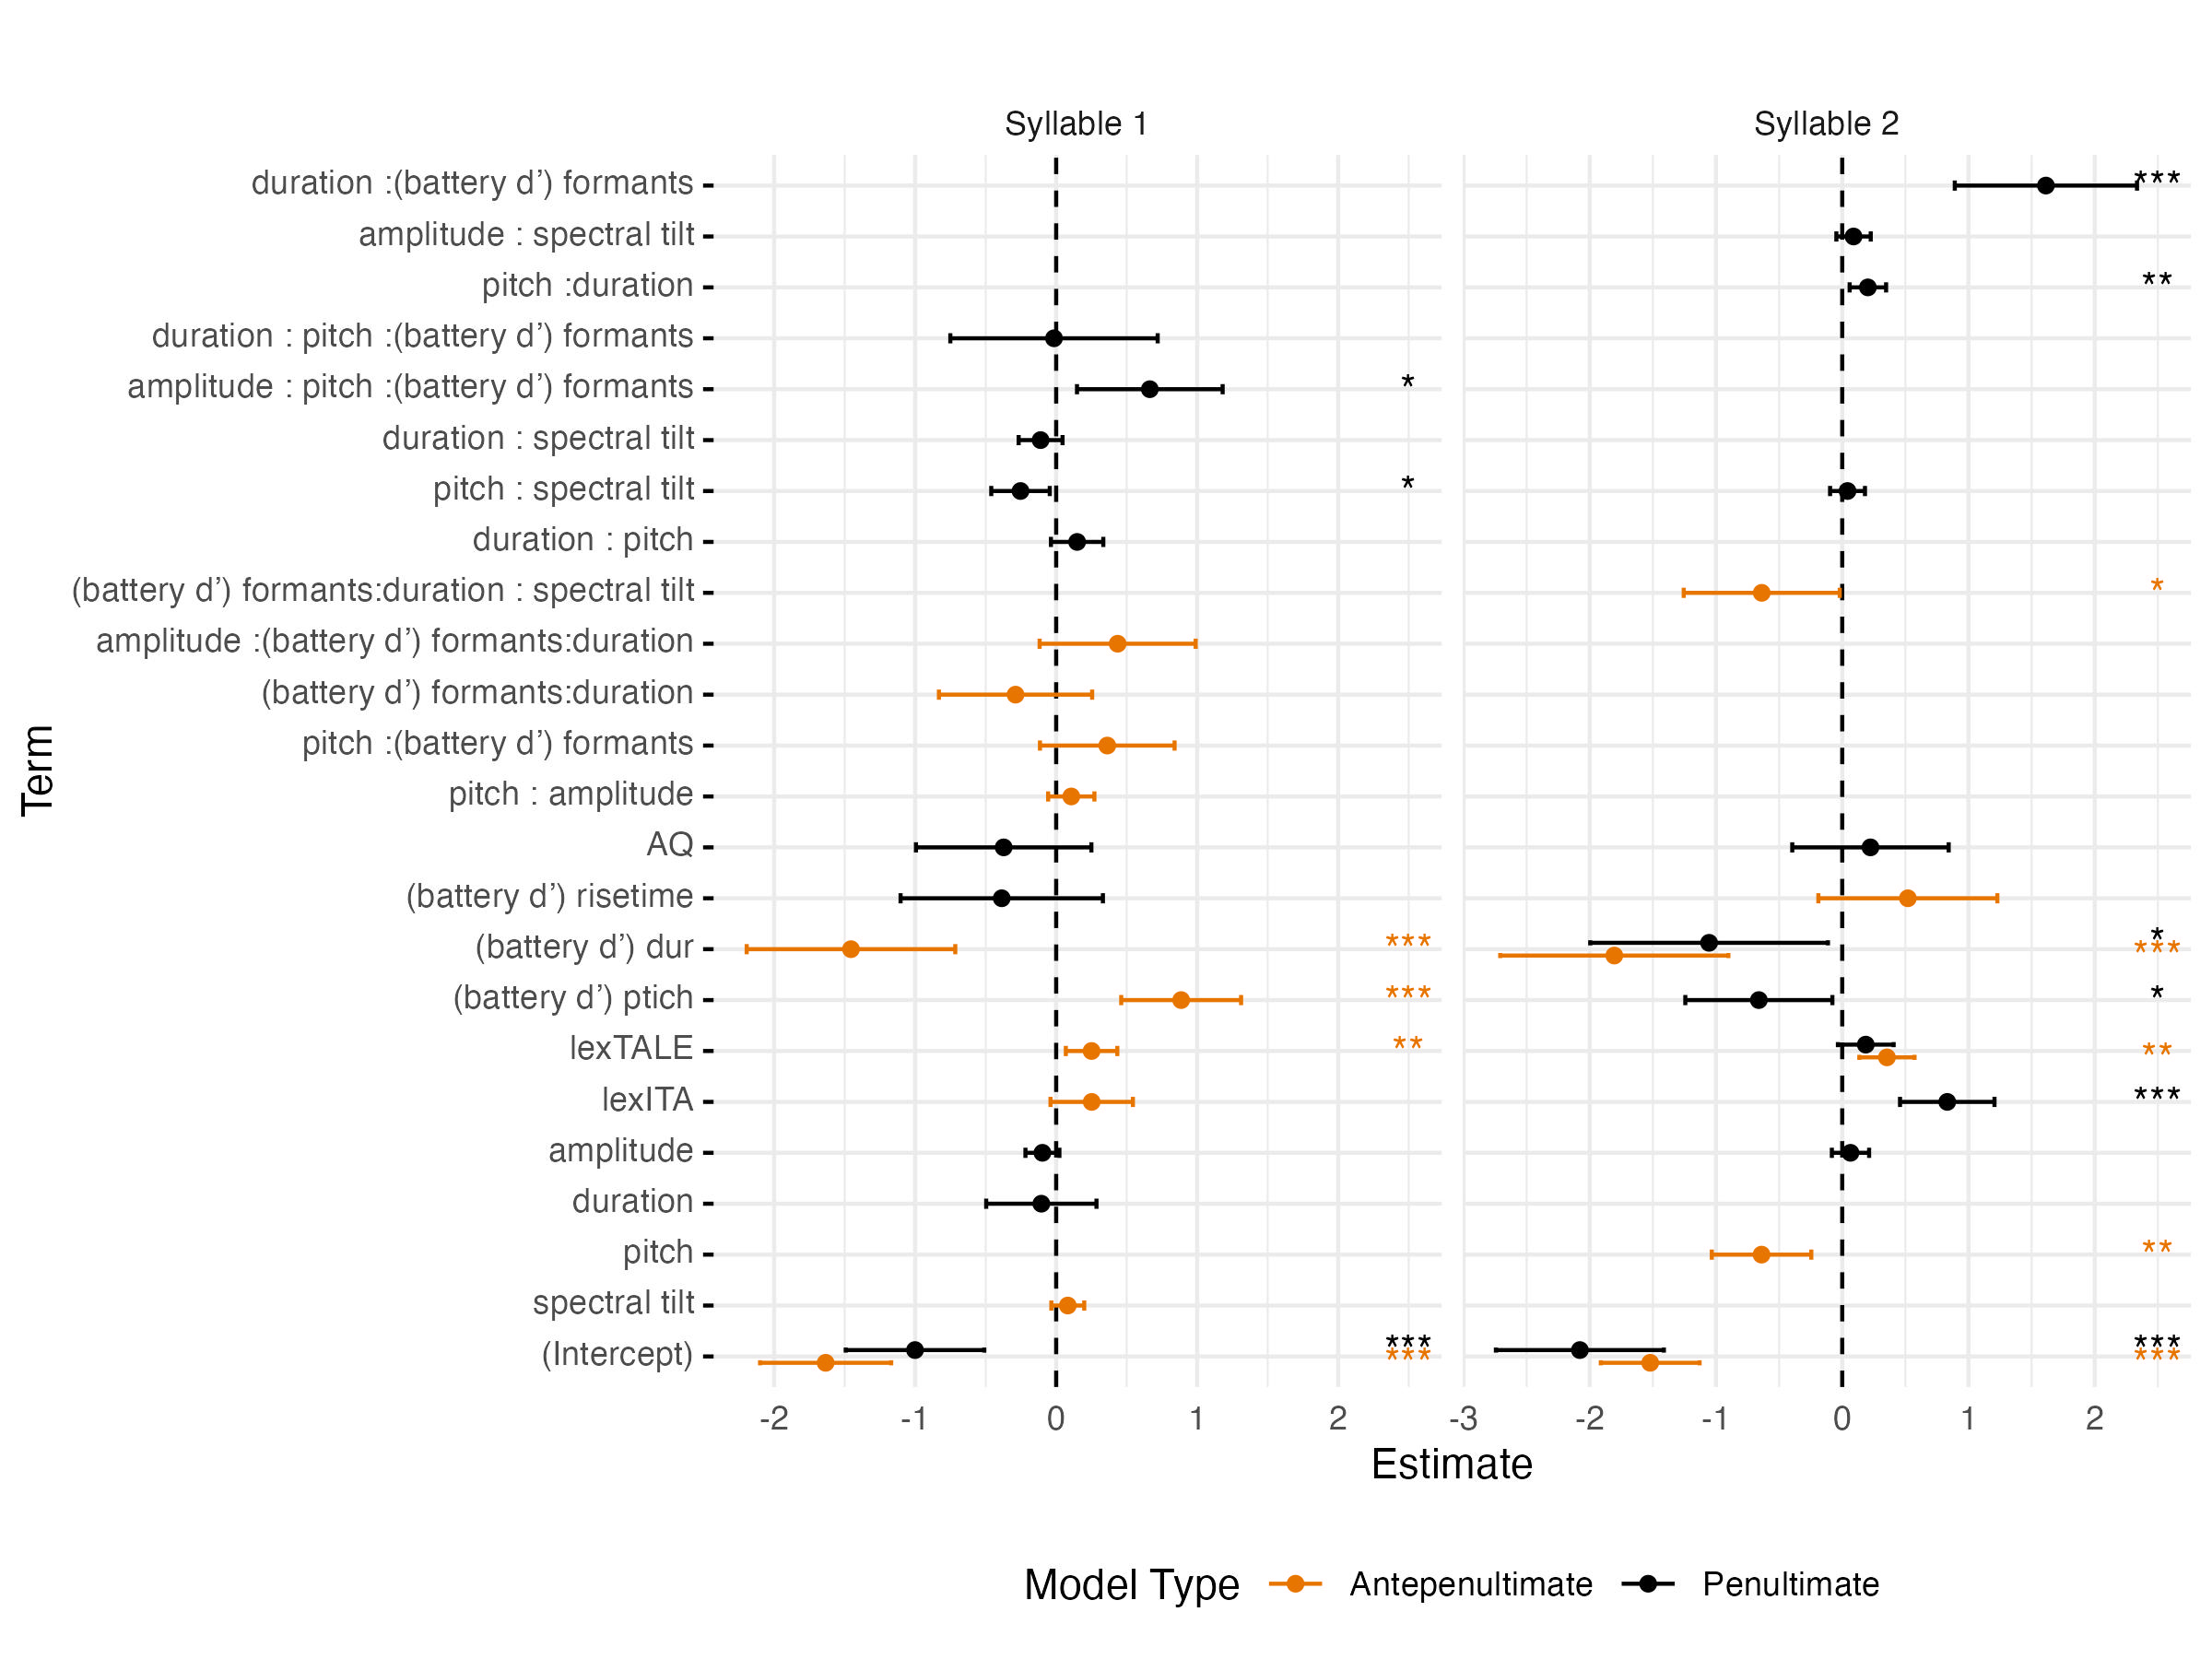 Syllable 1
Syllable 2
Term
duration :(battery d’) formants
***
amplitude : spectral tilt
pitch :duration
**
duration : pitch :(battery d’) formants
amplitude : pitch :(battery d’) formants
*
duration : spectral tilt
pitch : spectral tilt
*
duration : pitch
(battery d’) formants:duration : spectral tilt
*
amplitude :(battery d’) formants:duration
(battery d’) formants:duration
pitch :(battery d’) formants
pitch : amplitude
AQ
(battery d’) risetime
(battery d’) dur
***
*
***
(battery d’) ptich
***
*
lexTALE
**
**
lexITA
***
amplitude
duration
pitch
**
spectral tilt
(Intercept)
***
***
***
***
-2 -1 0 1 2
-3 -2 -1 0 1 2
Estimate
Model Type Antepenultimate Penultimate